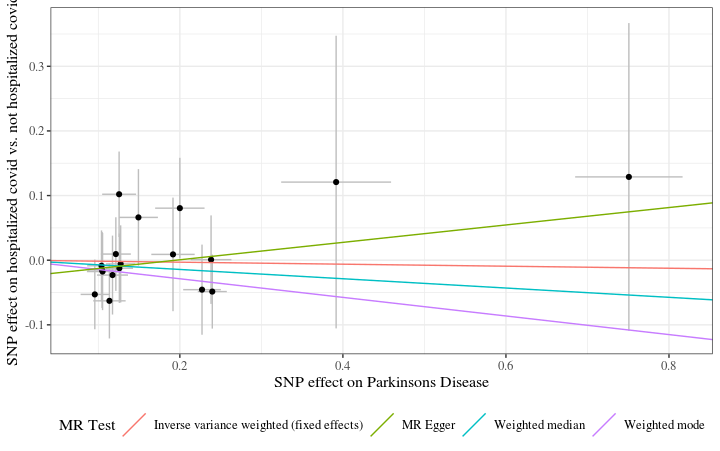 SNP effect on hospitalized covid vs. not hospitalized covid
0.3
0.2
0.1
0.0
-0.1
0.2 0.4 0.6 0.8
SNP effect on Parkinsons Disease
MR Test Inverse variance weighted (fixed effects) MR Egger Weighted median Weighted mode